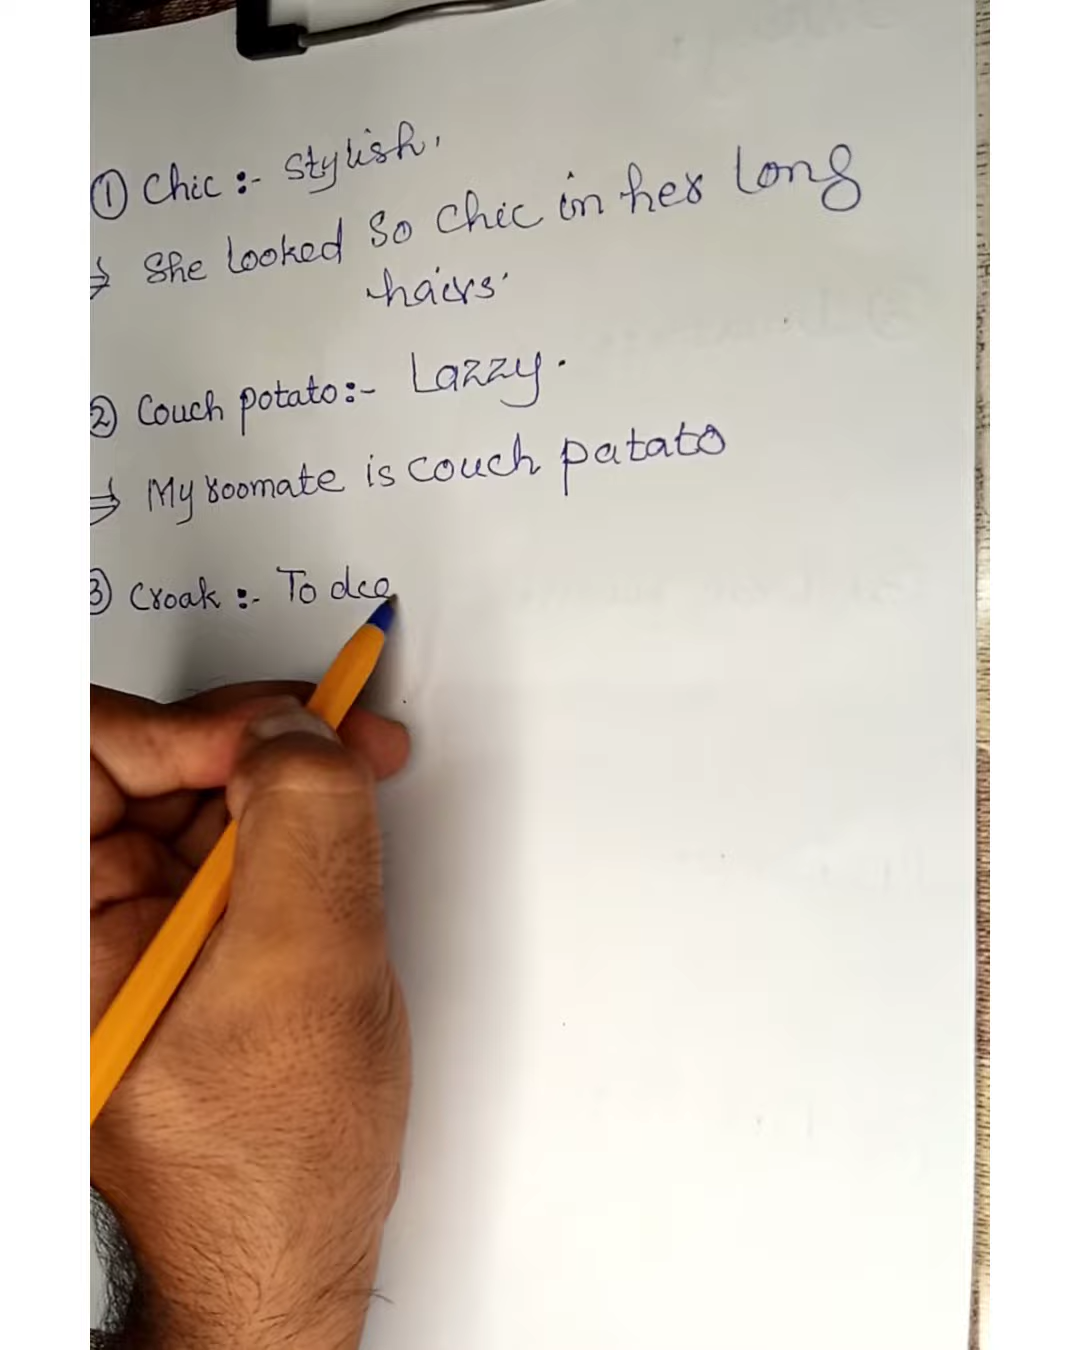 ① Chic :- Stylish.
⇒ She looked So Chic in her long
hairs.
② Couch potato :- Lazzy.
⇒ My roomate is couch patato
③ Croak :- To dce